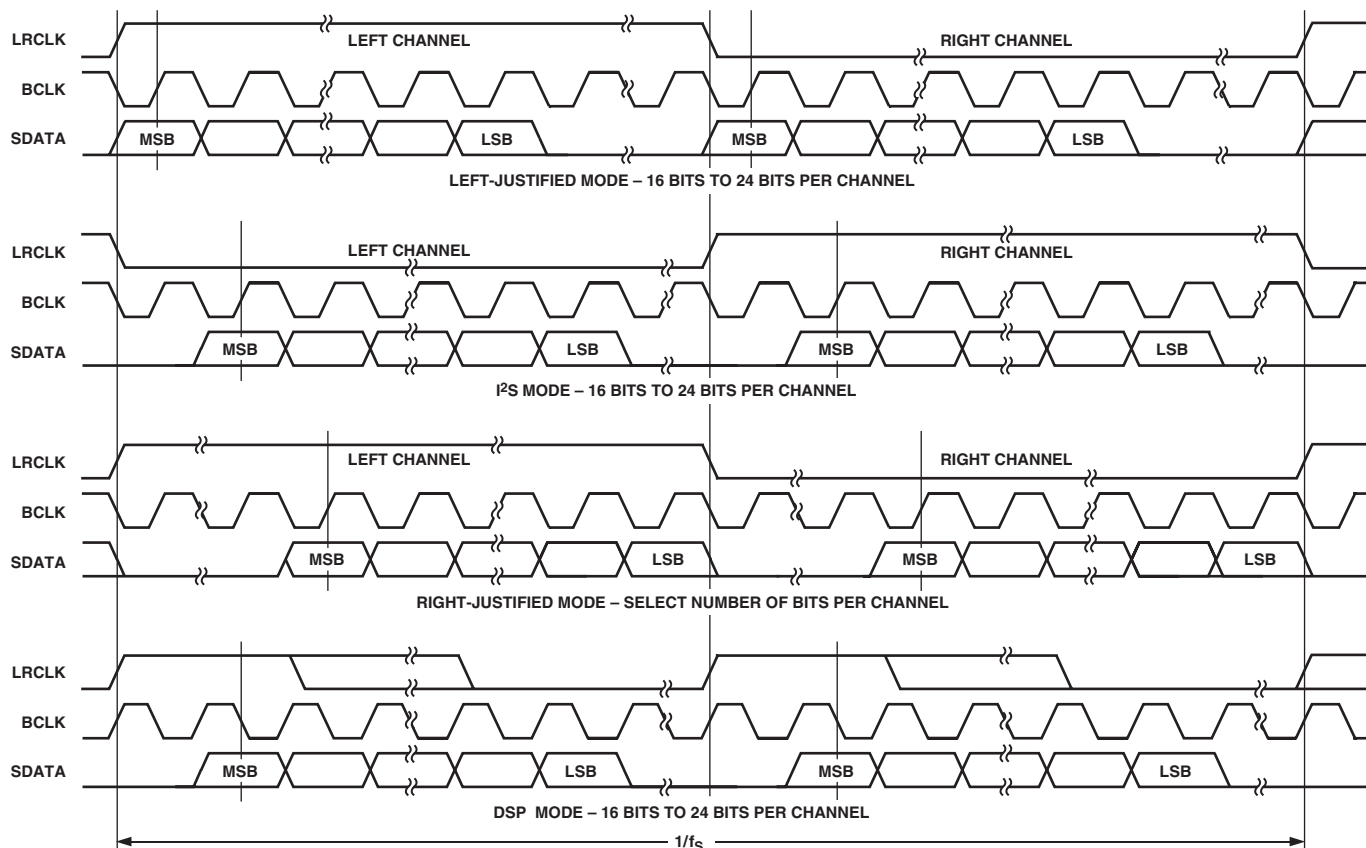 LRCLK LEFT CHANNEL RIGHT CHANNEL
BCLK
SDATA MSB LSB MSB LSB
LEFT-JUSTIFIED MODE – 16 BITS TO 24 BITS PER CHANNEL
LRCLK LEFT CHANNEL RIGHT CHANNEL
BCLK
SDATA MSB LSB MSB LSB
I²S MODE – 16 BITS TO 24 BITS PER CHANNEL
LRCLK LEFT CHANNEL RIGHT CHANNEL
BCLK
SDATA MSB LSB MSB LSB
RIGHT-JUSTIFIED MODE – SELECT NUMBER OF BITS PER CHANNEL
LRCLK
BCLK
SDATA MSB LSB MSB LSB
DSP MODE – 16 BITS TO 24 BITS PER CHANNEL
1/fS